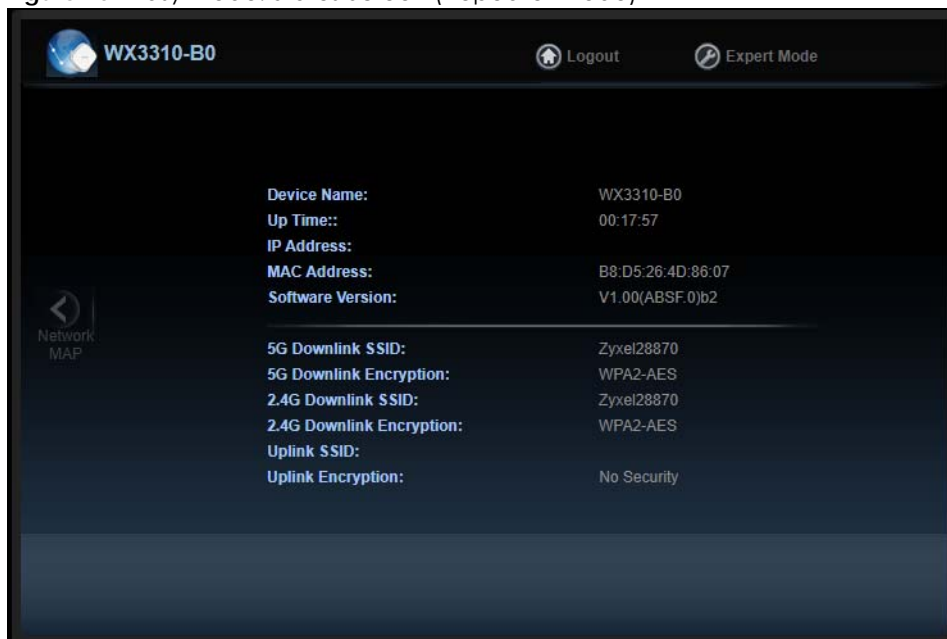 WX3310-B0
Logout
Expert Mode
Device Name: WX3310-B0
Up Time:: 00:17:57
IP Address:
MAC Address: B8:D5:26:4D:86:07
Software Version: V1.00(ABSF.0)b2
Network
MAP
5G Downlink SSID: Zyxel28870
5G Downlink Encryption: WPA2-AES
2.4G Downlink SSID: Zyxel28870
2.4G Downlink Encryption: WPA2-AES
Uplink SSID:
Uplink Encryption: No Security